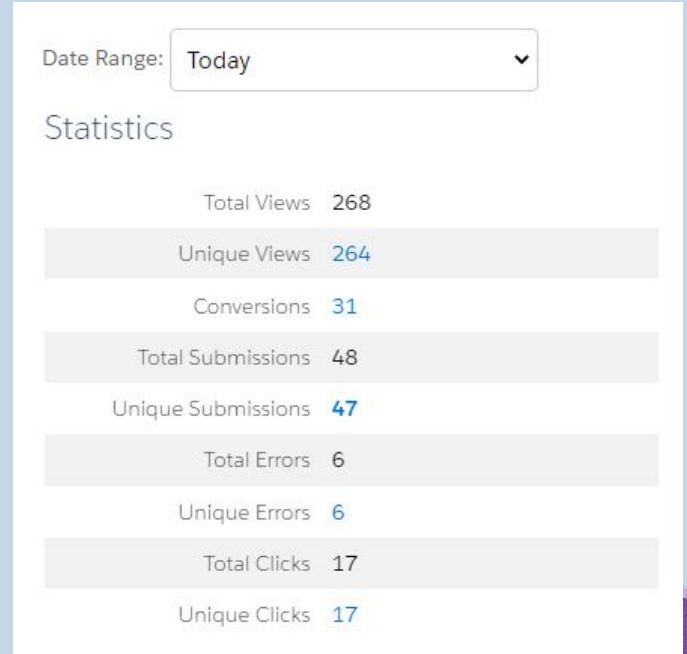 Date Range: Today
Statistics
Total Views 268
Unique Views 264
Conversions 31
Total Submissions 48
Unique Submissions 47
Total Errors 6
Unique Errors 6
Total Clicks 17
Unique Clicks 17